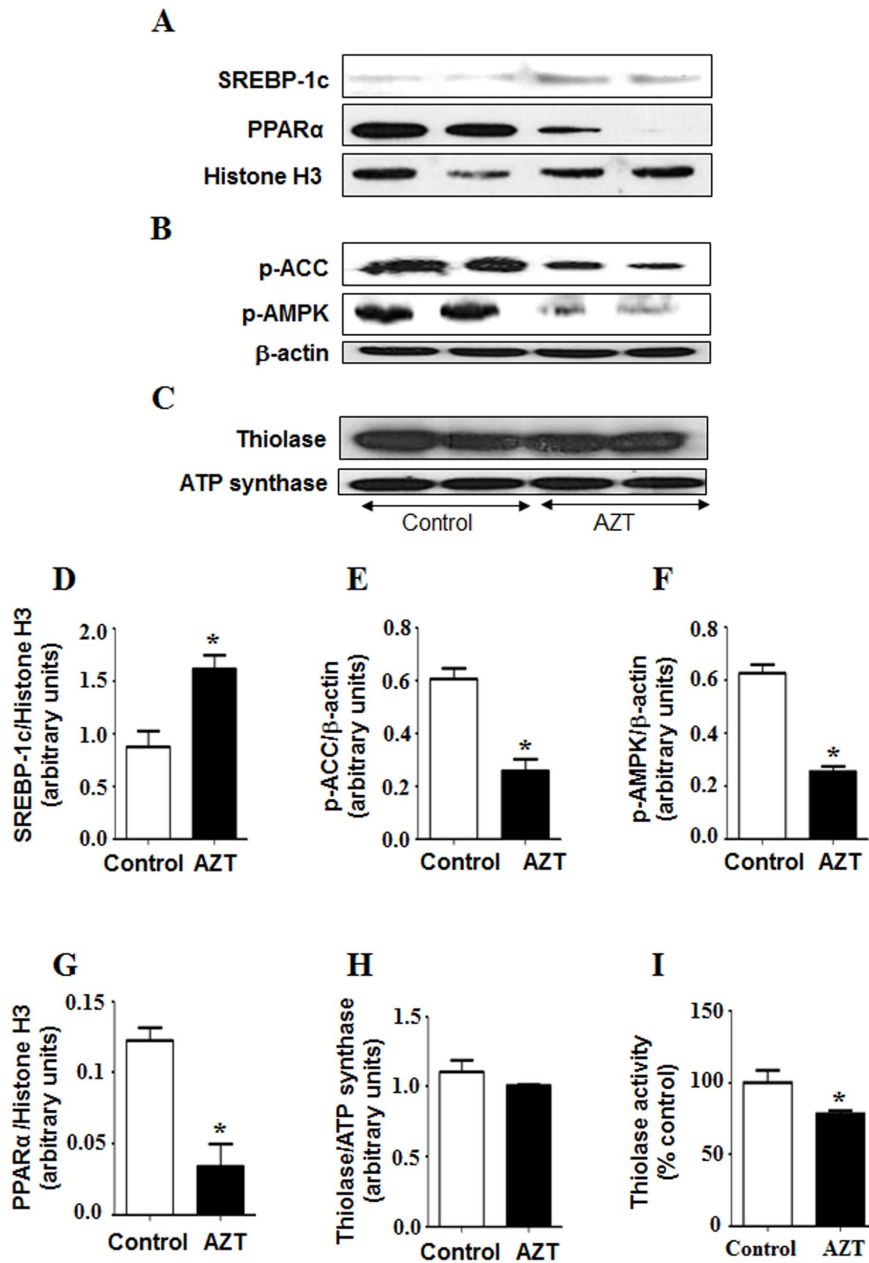 A
SREBP-1c
PPARα
Histone H3
B
p-ACC
p-AMPK
β-actin
C
Thiolase
ATP synthase
Control AZT
D
SREBP-1c/Histone H3
(arbitrary units)
2.0
1.5
1.0
0.5
0.0
*
Control AZT
E
p-ACC/β-actin
(arbitrary units)
0.8
0.6
0.4
0.2
0.0
*
Control AZT
F
p-AMPK/β-actin
(arbitrary units)
0.8
0.6
0.4
0.2
0.0
*
Control AZT
G
PPARα/Histone H3
(arbitrary units)
0.15
0.1
0.05
0.0
*
Control AZT
H
Thiolase/ATP synthase
(arbitrary units)
1.5
1.0
0.5
0.0
Control AZT
I
Thiolase activity
(% control)
150
100
50
0
*
Control AZT